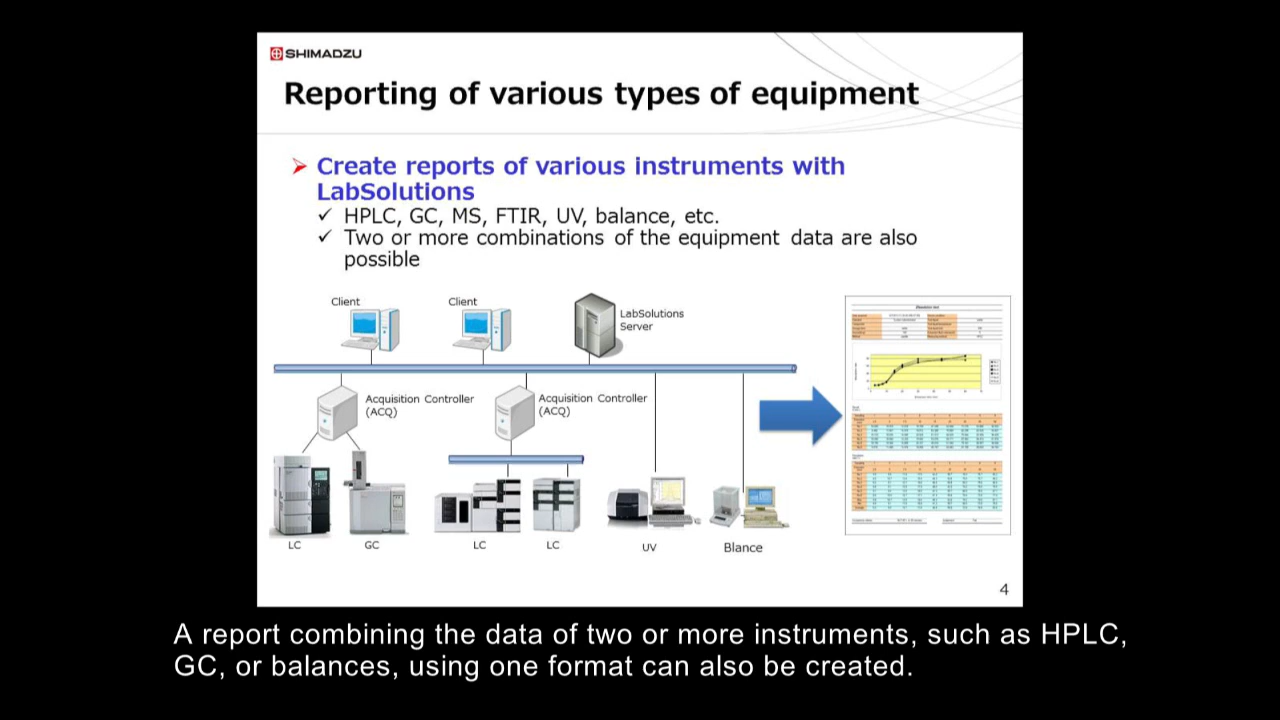 SHIMADZU
Reporting of various types of equipment
Create reports of various instruments with
LabSolutions
✓ HPLC, GC, MS, FTIR, UV, balance, etc.
✓ Two or more combinations of the equipment data are also
possible
Client
Client
LabSolutions
Server
Acquisition Controller
(ACQ)
Acquisition Controller
(ACQ)
LC
GC
LC
LC
UV
Blance
4
A report combining the data of two or more instruments, such as HPLC,
GC, or balances, using one format can also be created.